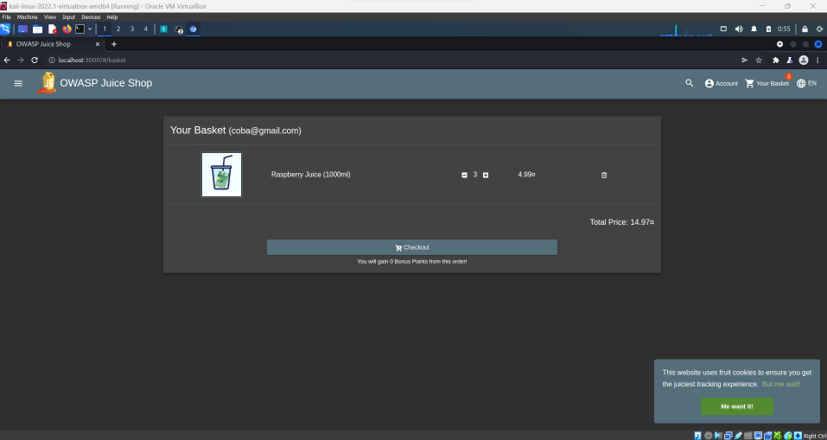 kali-linux-2022.1-virtualbox-amd64 [Running] - Oracle VM VirtualBox
File Machine View Input Devices Help
1 2 3 4 0:55
OWASP Juice Shop
localhost:3000/#/basket
OWASP Juice Shop
Account Your Basket 3 EN
Your Basket (coba@gmail.com)
Raspberry Juice (1000ml) 3 4.99¤
Total Price: 14.97¤
Checkout
You will gain 0 Bonus Points from this order!
This website uses fruit cookies to ensure you get
the juiciest tracking experience. But me wait!
Me want it!
Right Ctrl